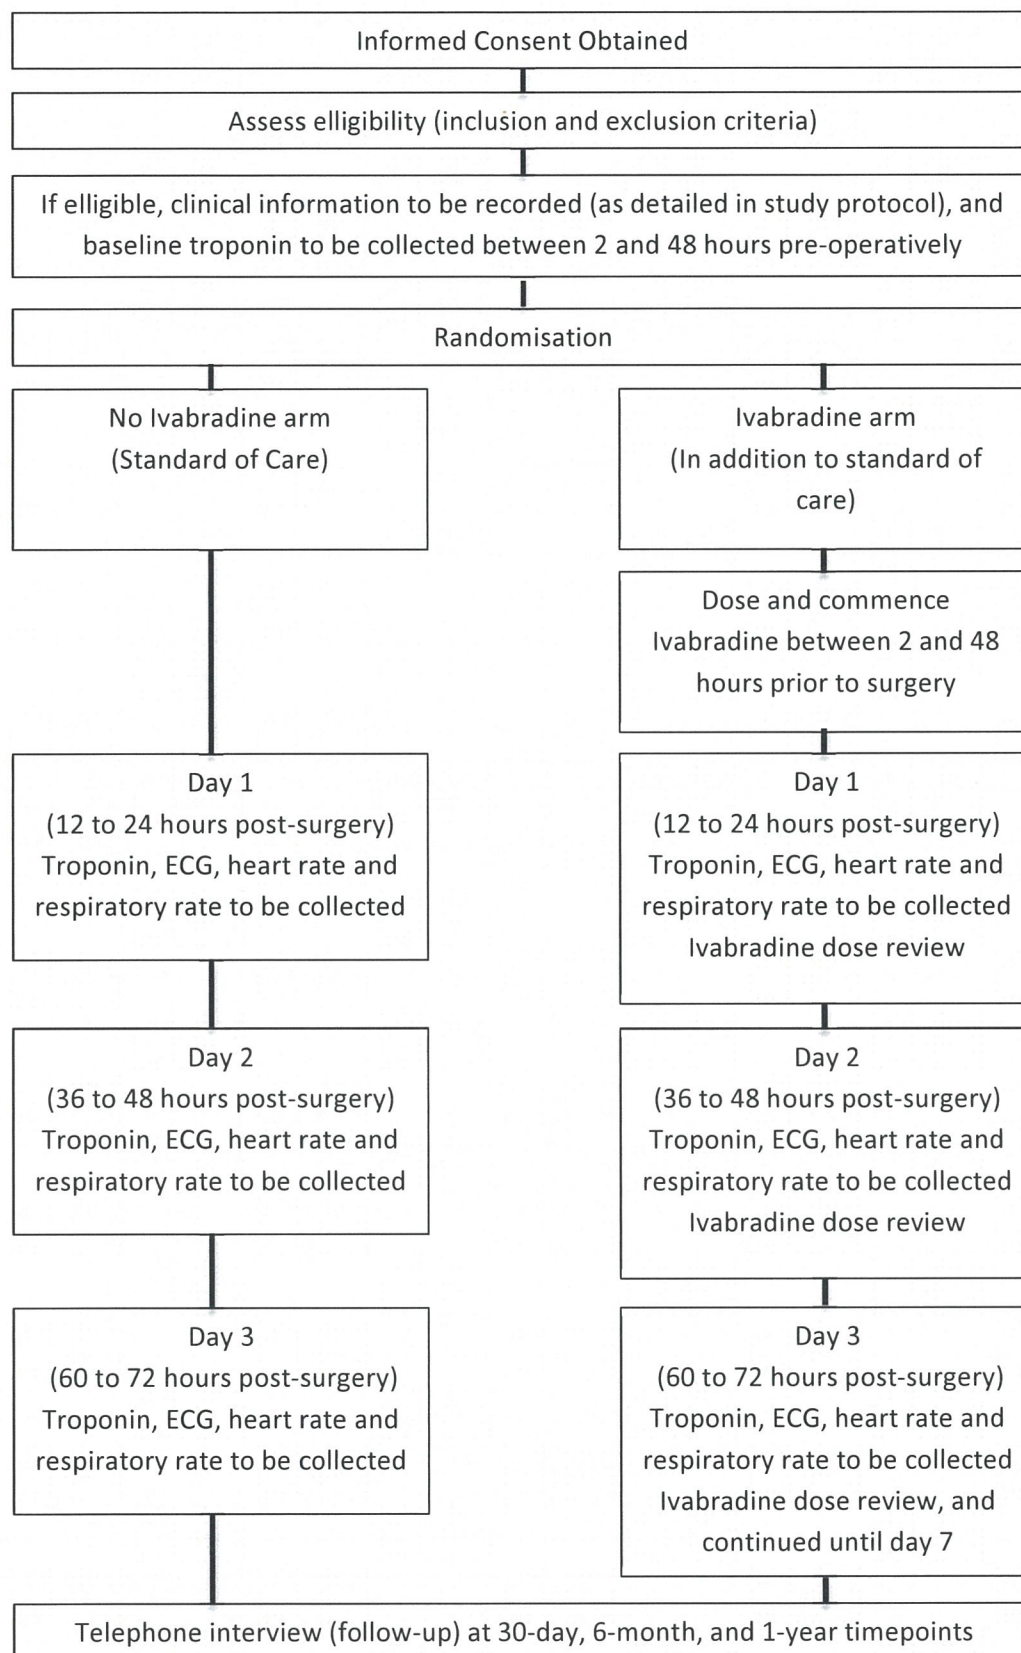 Informed Consent Obtained
Assess elligibility (inclusion and exclusion criteria)
If elligible, clinical information to be recorded (as detailed in study protocol), and
baseline troponin to be collected between 2 and 48 hours pre-operatively
Randomisation
No Ivabradine arm
(Standard of Care)
Ivabradine arm
(In addition to standard of
care)
Dose and commence
Ivabradine between 2 and 48
hours prior to surgery
Day 1
(12 to 24 hours post-surgery)
Troponin, ECG, heart rate and
respiratory rate to be collected
Day 1
(12 to 24 hours post-surgery)
Troponin, ECG, heart rate and
respiratory rate to be collected
Ivabradine dose review
Day 2
(36 to 48 hours post-surgery)
Troponin, ECG, heart rate and
respiratory rate to be collected
Day 2
(36 to 48 hours post-surgery)
Troponin, ECG, heart rate and
respiratory rate to be collected
Ivabradine dose review
Day 3
(60 to 72 hours post-surgery)
Troponin, ECG, heart rate and
respiratory rate to be collected
Day 3
(60 to 72 hours post-surgery)
Troponin, ECG, heart rate and
respiratory rate to be collected
Ivabradine dose review, and
continued until day 7
Telephone interview (follow-up) at 30-day, 6-month, and 1-year timepoints